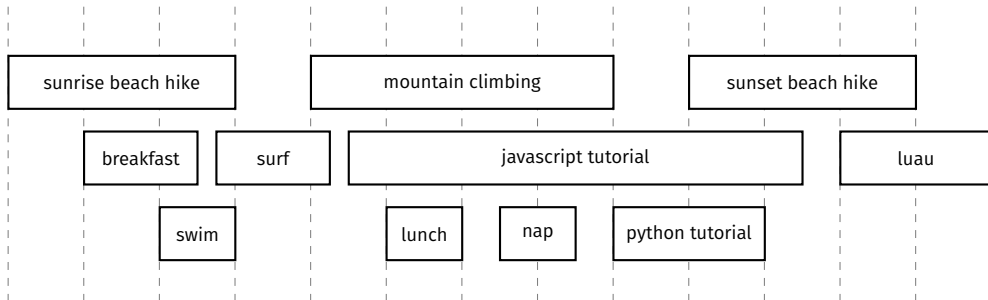 sunrise beach hike
mountain climbing
sunset beach hike
breakfast
surf
javascript tutorial
luau
swim
lunch
nap
python tutorial